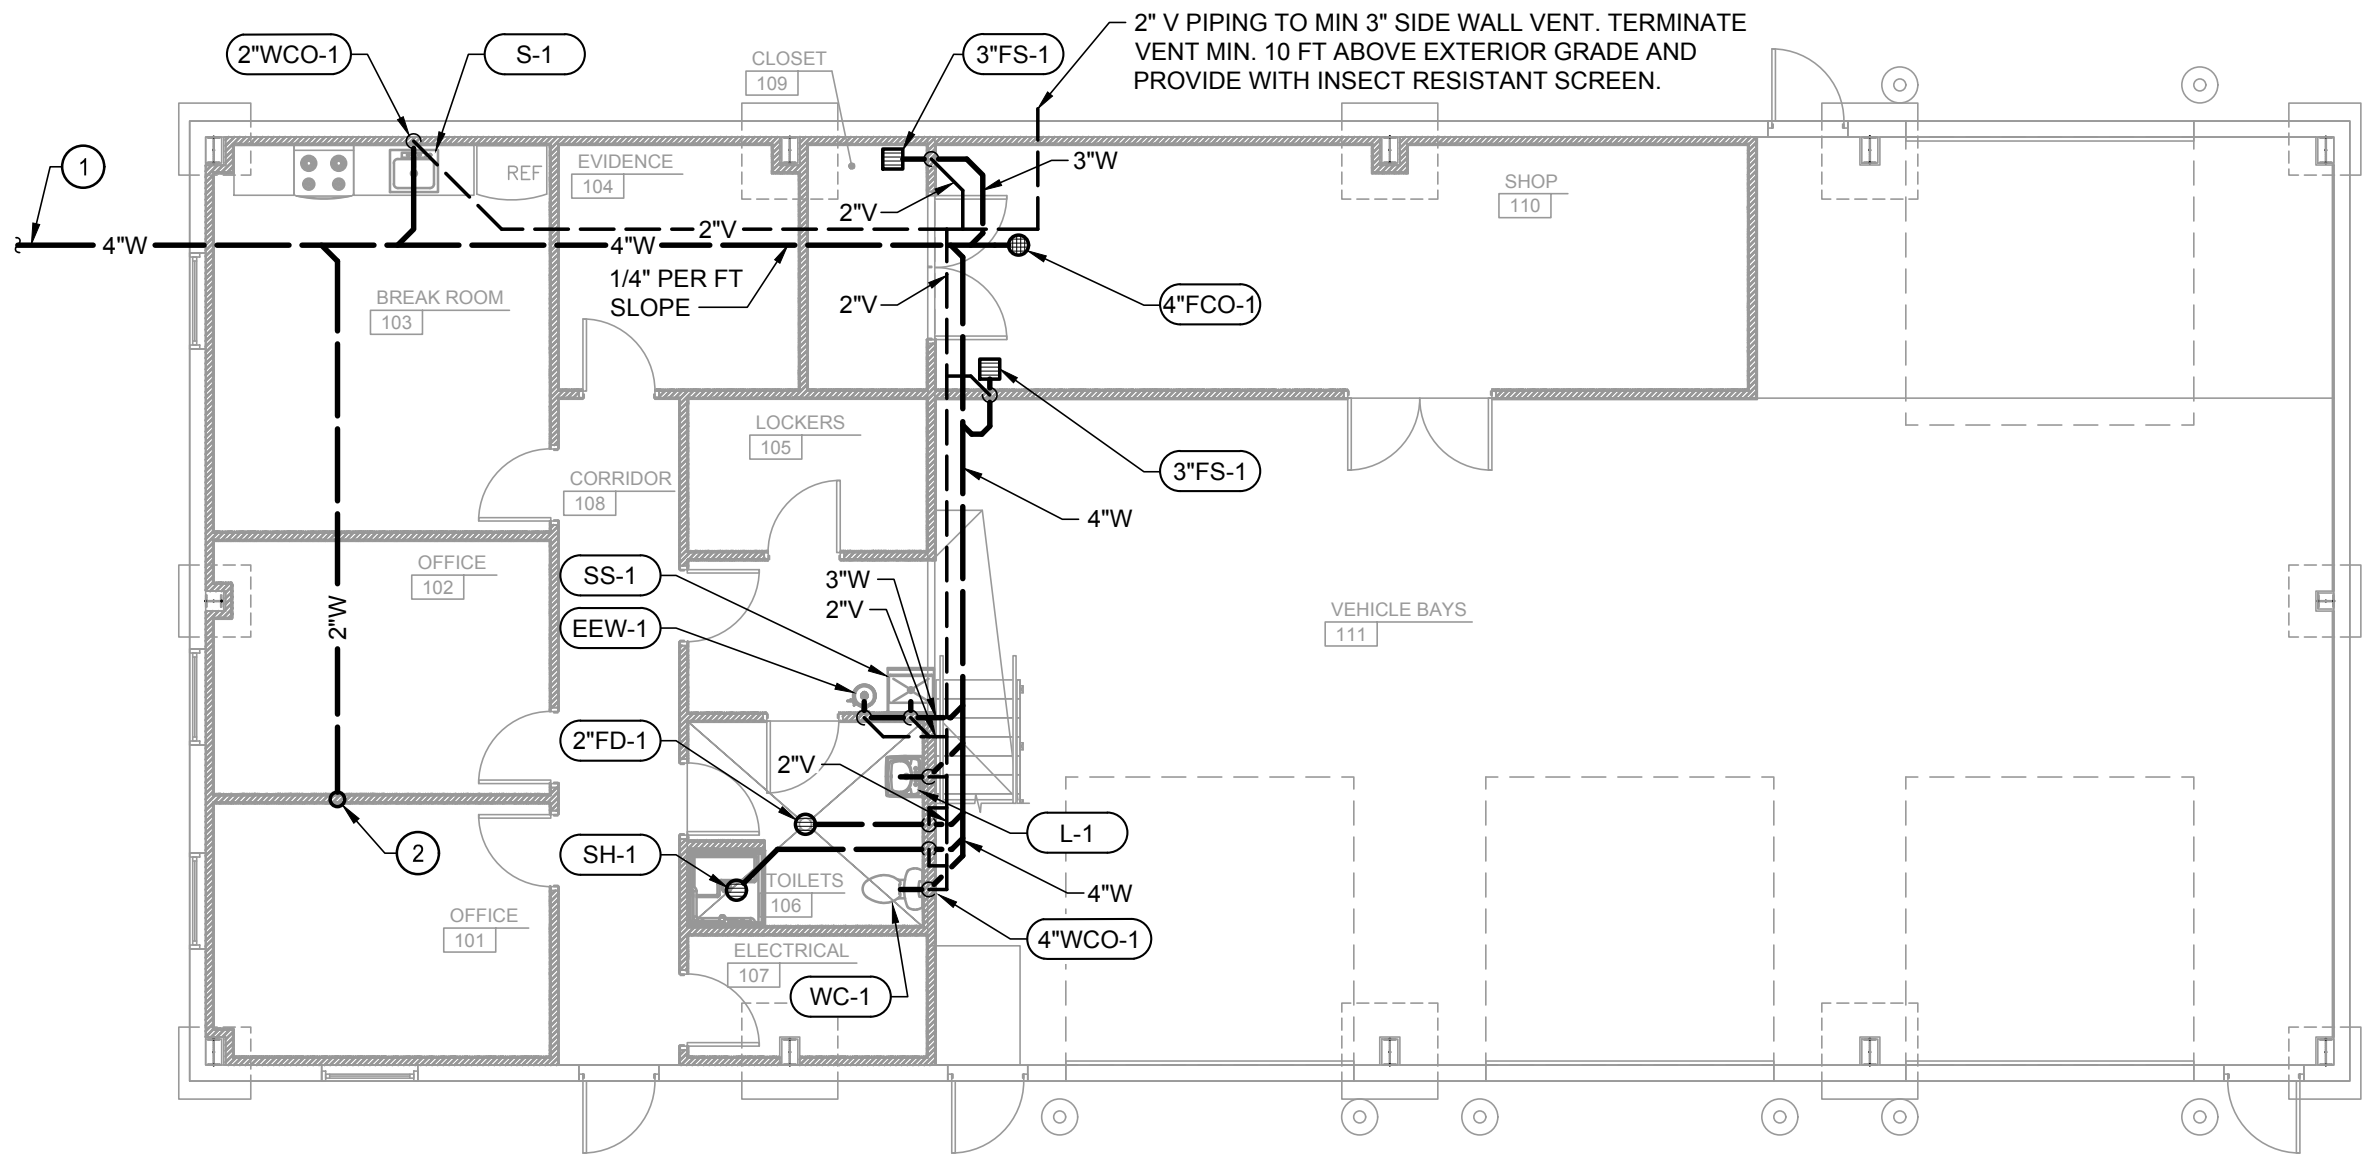 2" V PIPING TO MIN 3" SIDE WALL VENT. TERMINATE
VENT MIN. 10 FT ABOVE EXTERIOR GRADE AND
PROVIDE WITH INSECT RESISTANT SCREEN.
2"WCO-1
S-1
CLOSET
109
3"FS-1
1
REF
EVIDENCE
104
3"W
SHOP
110
2"V
2"V
4"W
4"W
1/4" PER FT
SLOPE
2"V
4"FCO-1
BREAK ROOM
103
LOCKERS
105
3"FS-1
CORRIDOR
108
4"W
OFFICE
102
SS-1
3"W
2"V
EEW-1
2"W
VEHICLE BAYS
111
2"FD-1
2"V
L-1
2
SH-1
TOILETS
106
4"W
OFFICE
101
4"WCO-1
ELECTRICAL
107
WC-1